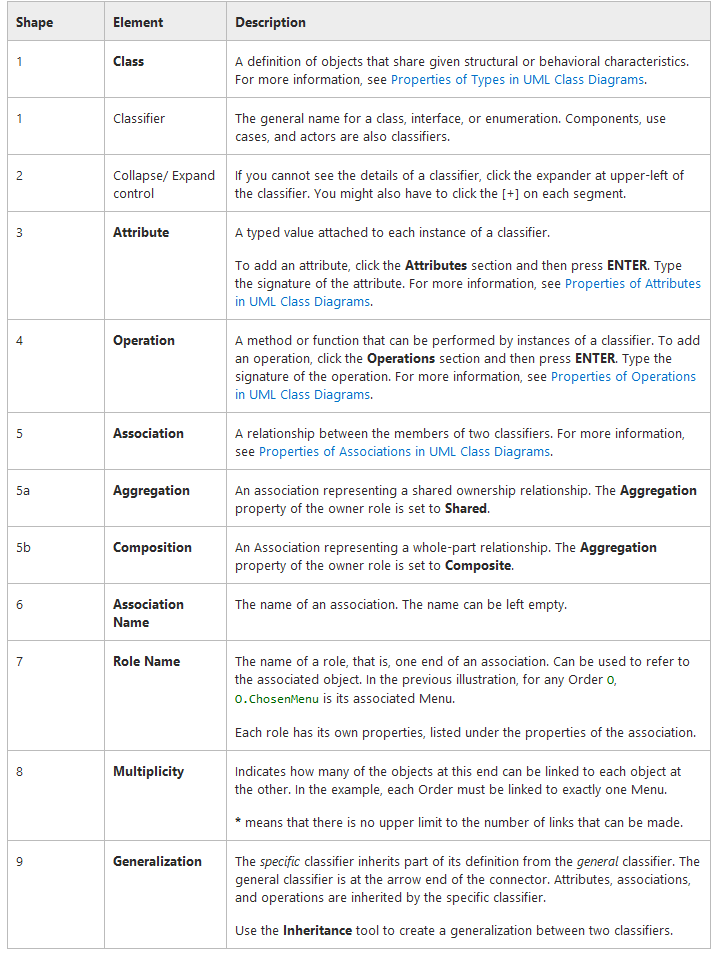 Shape Element Description
1 Class A definition of objects that share given structural or behavioral characteristics.
For more information, see Properties of Types in UML Class Diagrams.
1 Classifier The general name for a class, interface, or enumeration. Components, use
cases, and actors are also classifiers.
2 Collapse/ Expand If you cannot see the details of a classifier, click the expander at upper-left of
control the classifier. You might also have to click the [+] on each segment.
3 Attribute A typed value attached to each instance of a classifier.
To add an attribute, click the Attributes section and then press ENTER. Type
the signature of the attribute. For more information, see Properties of Attributes
in UML Class Diagrams.
4 Operation A method or function that can be performed by instances of a classifier. To add
an operation, click the Operations section and then press ENTER. Type the
signature of the operation. For more information, see Properties of Operations
in UML Class Diagrams.
5 Association A relationship between the members of two classifiers. For more information,
see Properties of Associations in UML Class Diagrams.
5a Aggregation An association representing a shared ownership relationship. The Aggregation
property of the owner role is set to Shared.
5b Composition An Association representing a whole-part relationship. The Aggregation
property of the owner role is set to Composite.
6 Association The name of an association. The name can be left empty.
Name
7 Role Name The name of a role, that is, one end of an association. Can be used to refer to
the associated object. In the previous illustration, for any Order O,
O.ChosenMenu is its associated Menu.
Each role has its own properties, listed under the properties of the association.
8 Multiplicity Indicates how many of the objects at this end can be linked to each object at
the other. In the example, each Order must be linked to exactly one Menu.
* means that there is no upper limit to the number of links that can be made.
9 Generalization The specific classifier inherits part of its definition from the general classifier. The
general classifier is at the arrow end of the connector. Attributes, associations,
and operations are inherited by the specific classifier.
Use the Inheritance tool to create a generalization between two classifiers.